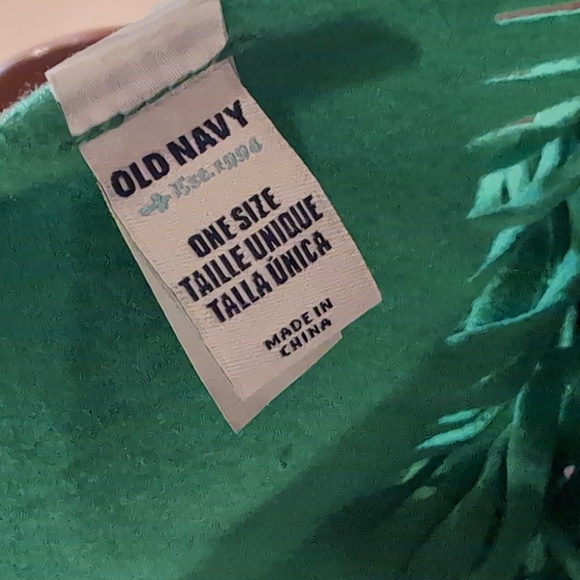 OLD NAVY
Est. 1994
ONE SIZE
TAILLE UNIQUE
TALLA ÚNICA
MADE IN
CHINA